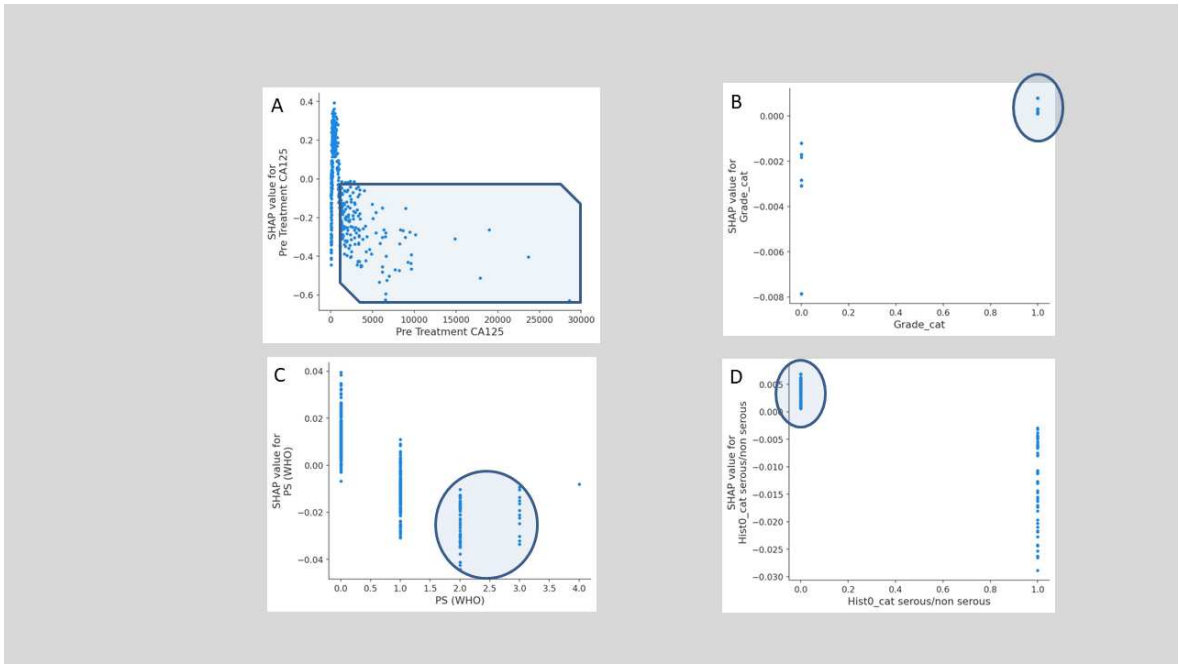 A
0.4
0.2
0.0
−0.2
−0.4
−0.6
SHAP value for
Pre Treatment CA125
0 5000 10000 15000 20000 25000 30000
Pre Treatment CA125
B
0.000
−0.002
−0.004
−0.006
−0.008
SHAP value for
Grade_cat
0.0 0.2 0.4 0.6 0.8 1.0
Grade_cat
C
0.04
0.02
0.00
−0.02
−0.04
SHAP value for
PS (WHO)
0.0 0.5 1.0 1.5 2.0 2.5 3.0 3.5 4.0
PS (WHO)
D
0.005
0.000
−0.005
−0.010
−0.015
−0.020
−0.025
−0.030
SHAP value for
Hist0_cat serous/non serous
0.0 0.2 0.4 0.6 0.8 1.0
Hist0_cat serous/non serous